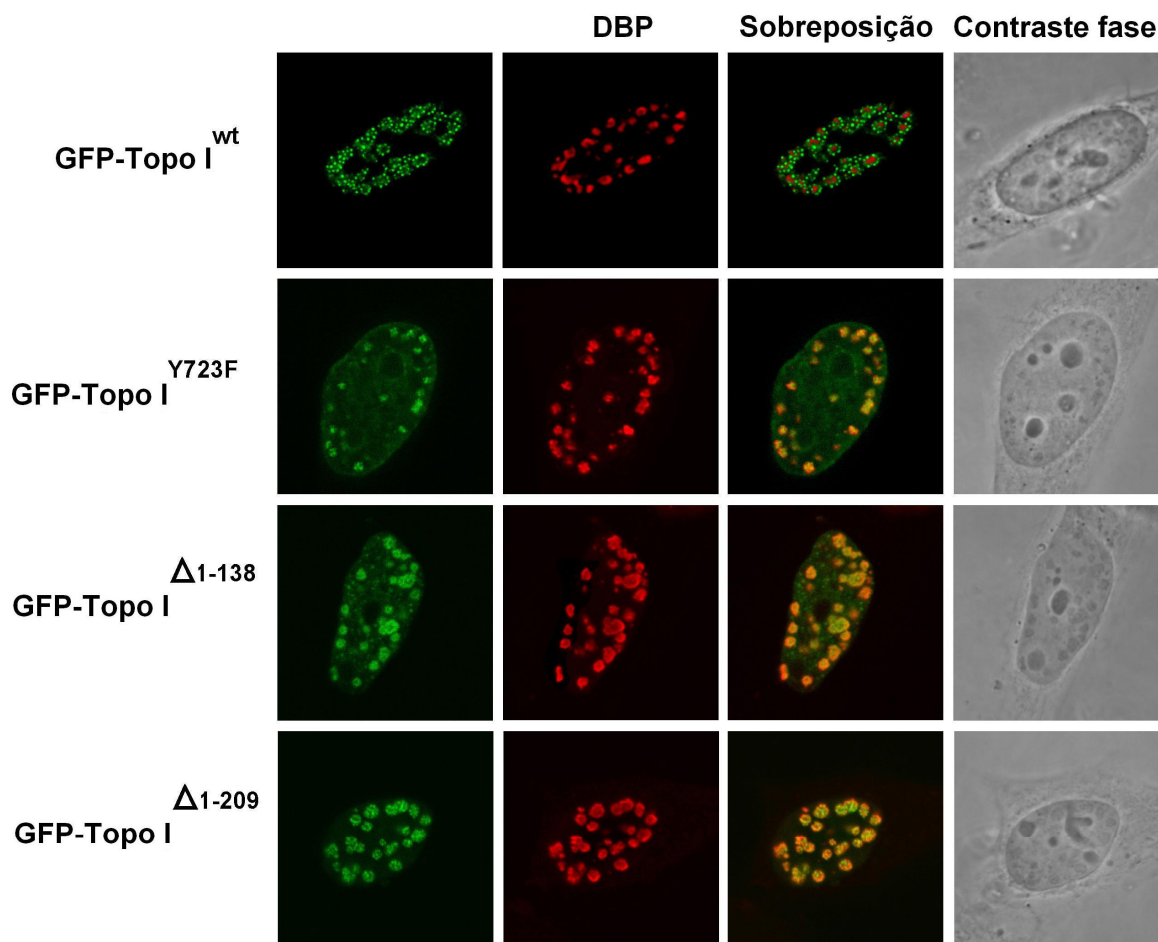 DBP Sobreposição Contraste fase
GFP-Topo I wt
GFP-Topo I Y723F
GFP-Topo I Δ1-138
GFP-Topo I Δ1-209